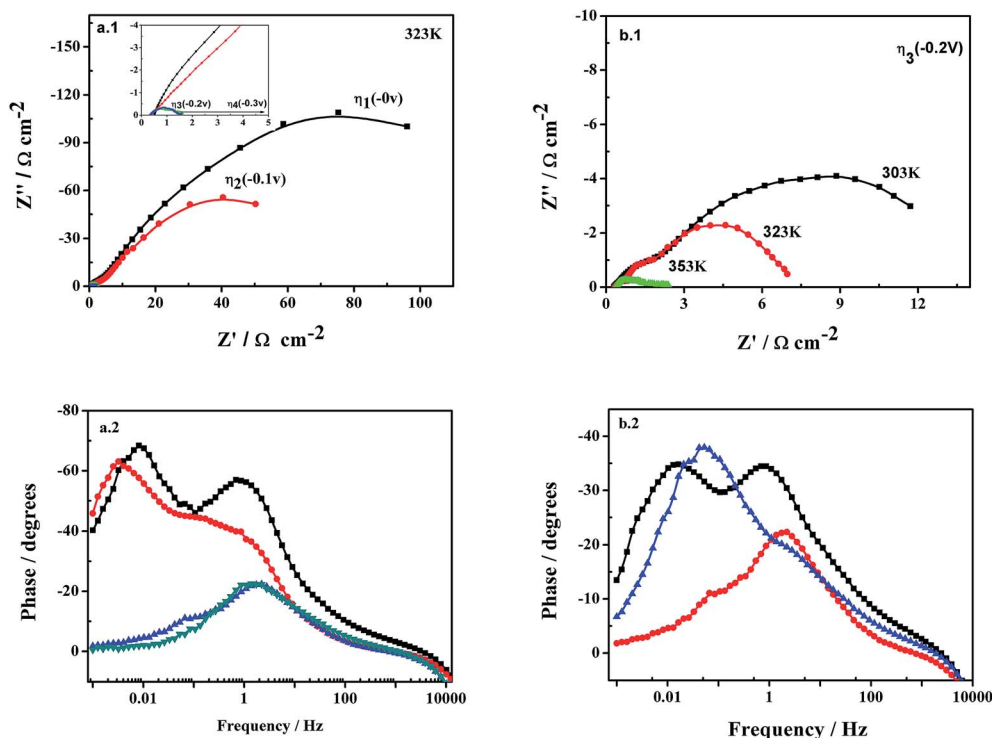 a.1
323K
-150
-120
-90
-60
-30
0
Z'' / Ω cm-2
-4
-3
-2
-1
0
0 1 2 3 4 5
η3(-0.2v) η4(-0.3v)
η1(-0v)
η2(-0.1v)
0 20 40 60 80 100
Z' / Ω cm-2
b.1
η3(-0.2V)
-10
-8
-6
-4
-2
0
Z'' / Ω cm-2
303K
323K
353K
0 3 6 9 12
Z' / Ω cm-2
a.2
-80
-60
-40
-20
0
Phase / degrees
0.01 1 100 10000
Frequency / Hz
b.2
-40
-30
-20
-10
0
Phase / degrees
0.01 1 100 10000
Frequency / Hz